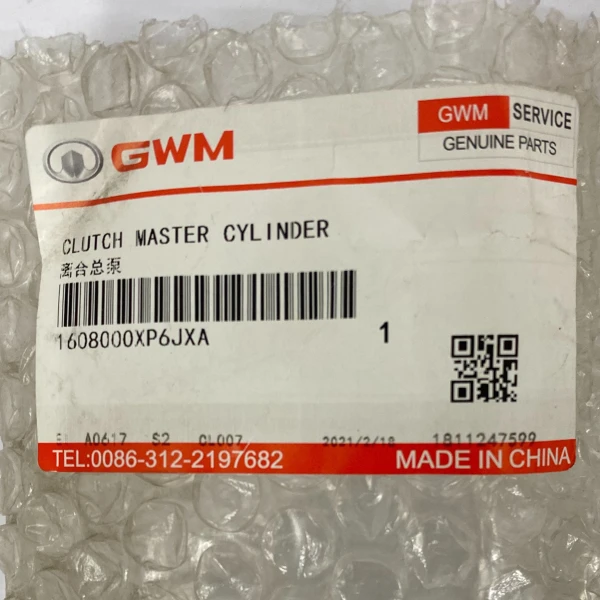 GWM
GWM SERVICE
GENUINE PARTS
CLUTCH MASTER CYLINDER
离合总泵
1608000XP6JXA
1
A0617 S2 CL007 2021/2/18 1811247599
TEL:0086-312-2197682
MADE IN CHINA